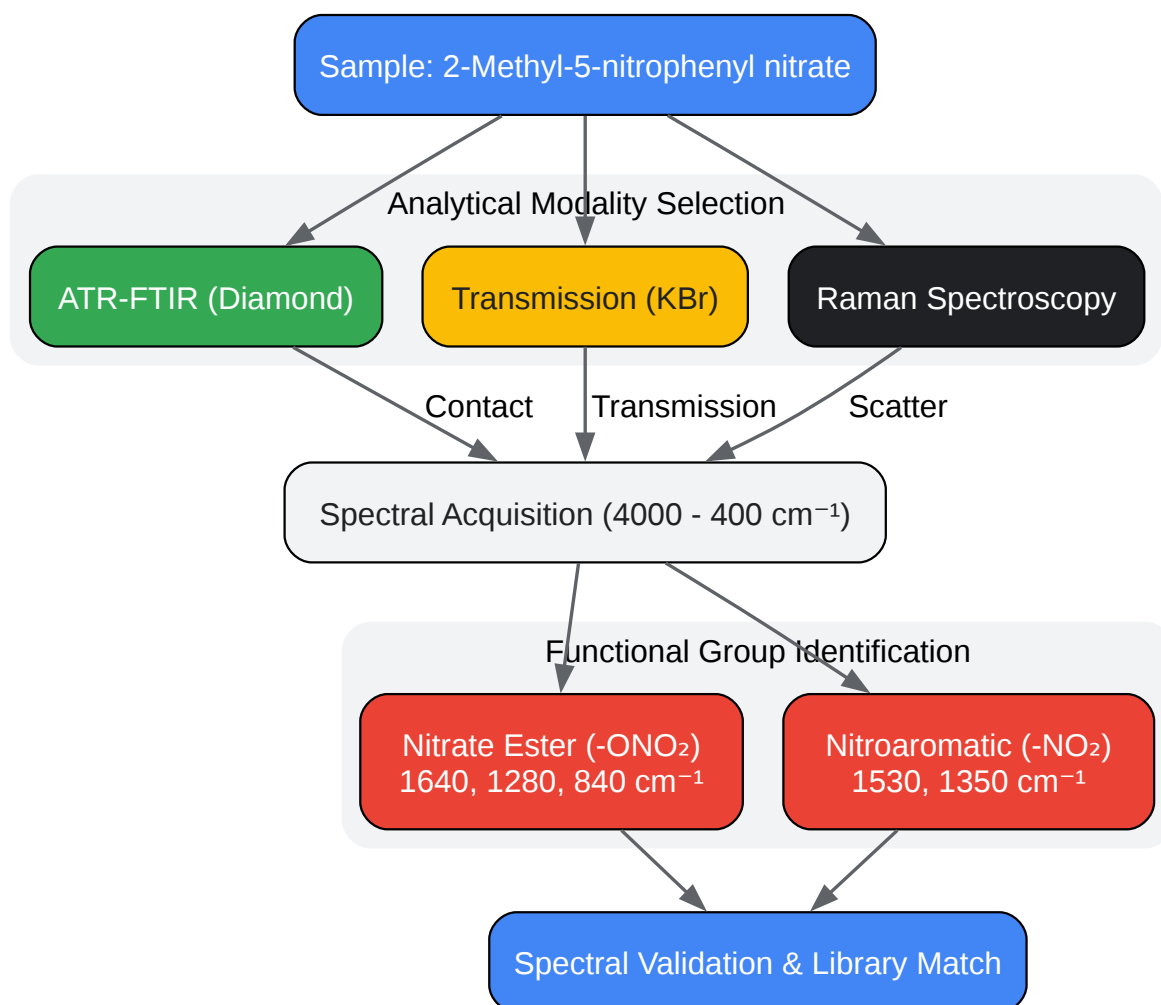 Sample: 2-Methyl-5-nitrophenyl nitrate
Analytical Modality Selection
ATR-FTIR (Diamond)
Transmission (KBr)
Raman Spectroscopy
Contact
Transmission
Scatter
Spectral Acquisition (4000 - 400 cm⁻¹)
Functional Group Identification
Nitrate Ester (-ONO₂)
1640, 1280, 840 cm⁻¹
Nitroaromatic (-NO₂)
1530, 1350 cm⁻¹
Spectral Validation & Library Match